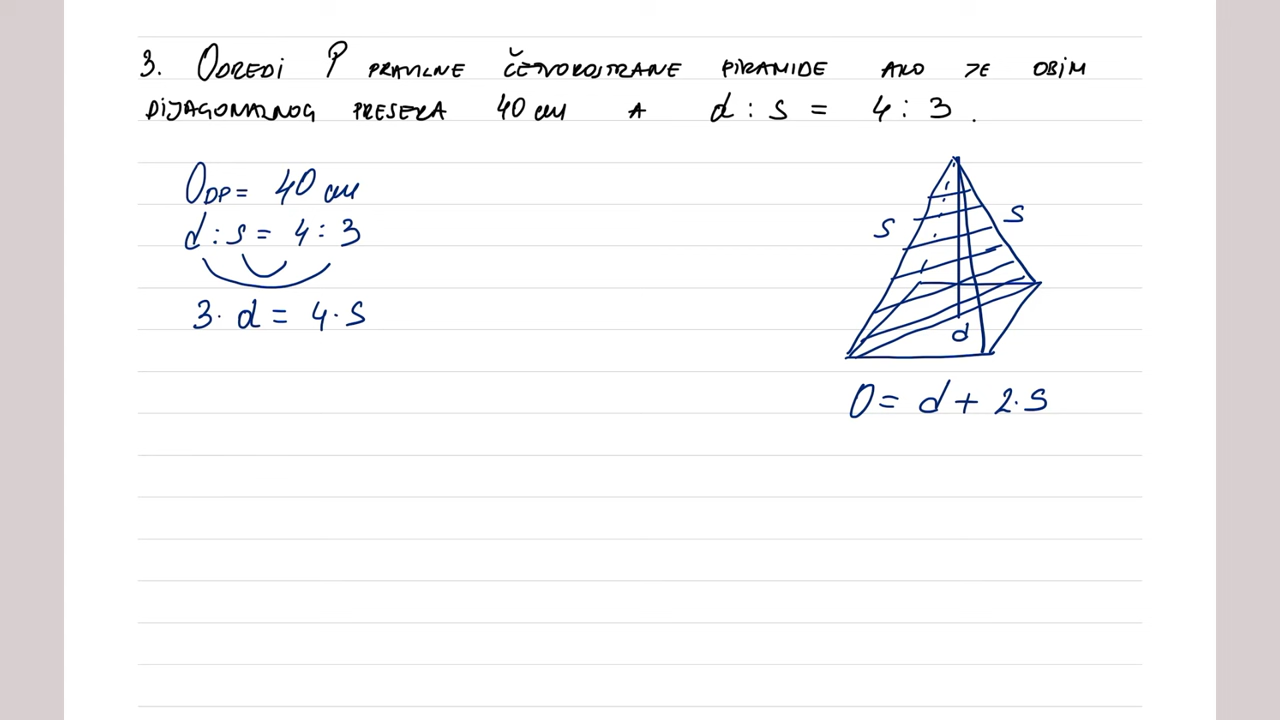 3. ODREDI P PRAVILNE ČETVOROSTRANE PIRAMIDE AKO JE OBIM
DIJAGONALNOG PRESEKA 40 cm A d : s = 4 : 3.
O_DP = 40 cm
d : s = 4 : 3
3 · d = 4 · s
s
s
d
O = d + 2 · s